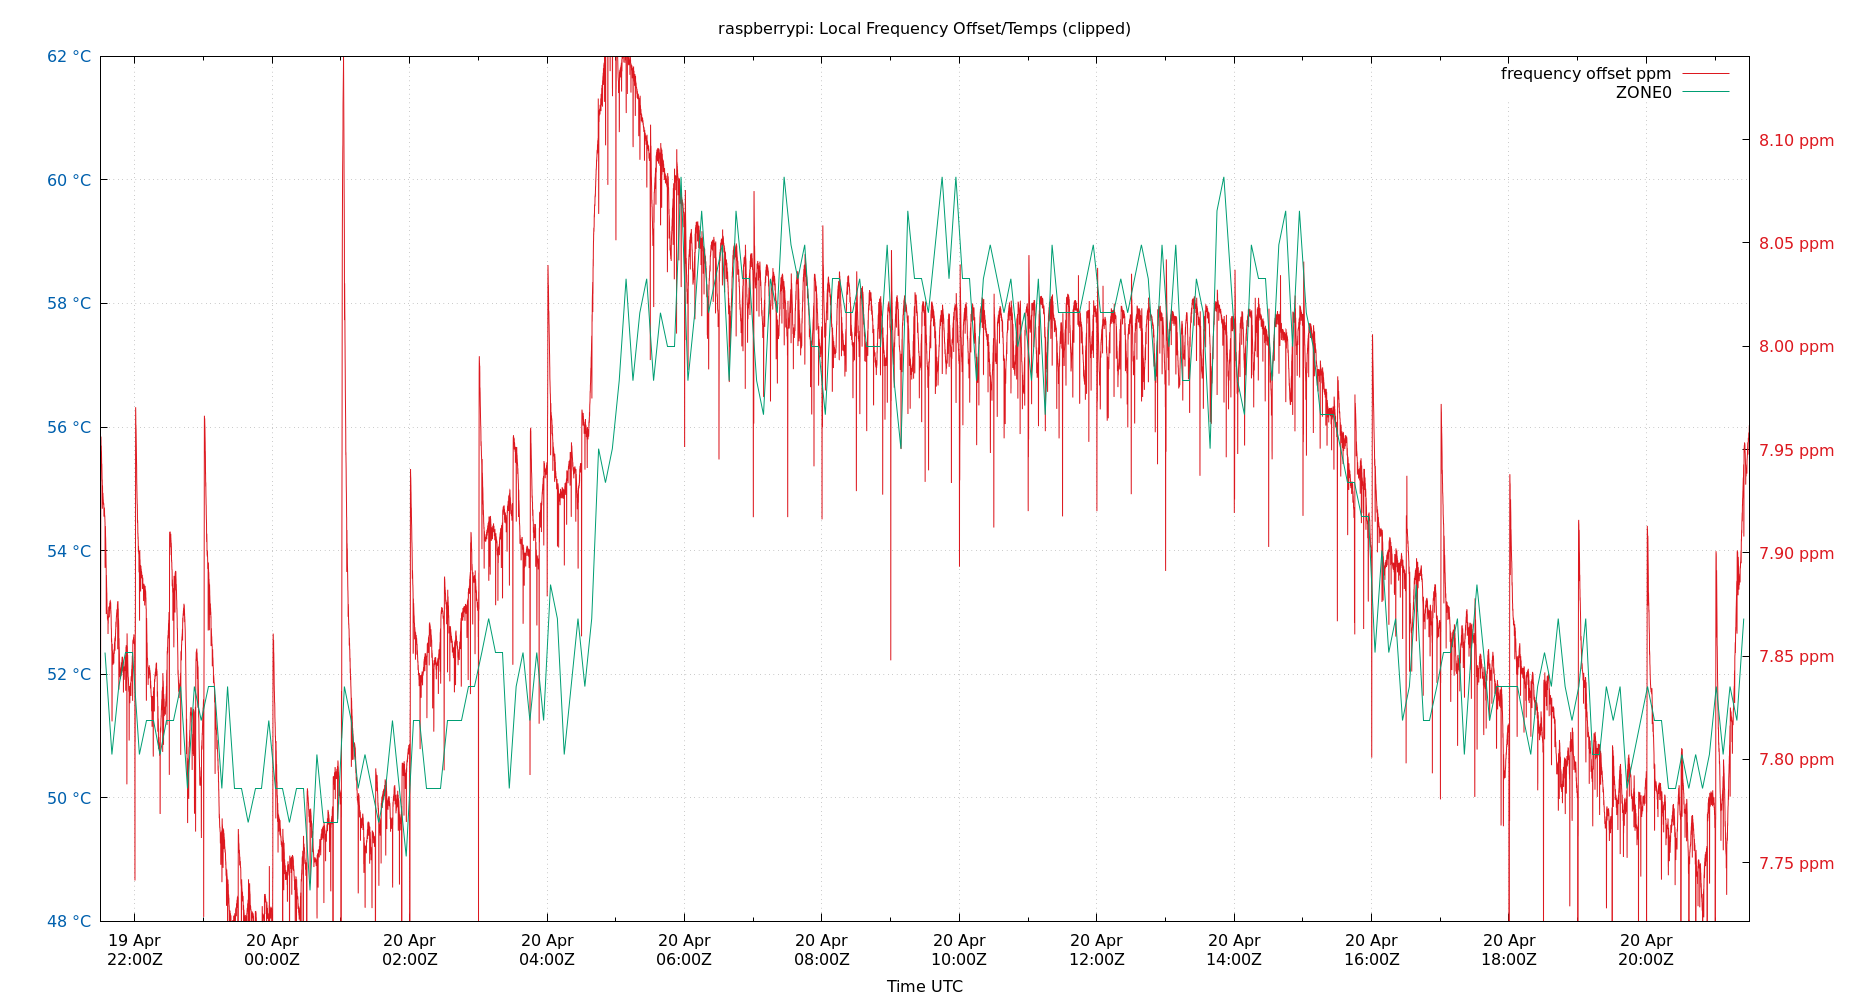 raspberrypi: Local Frequency Offset/Temps (clipped)
frequency offset ppm
ZONE0
62 °C
60 °C
58 °C
56 °C
54 °C
52 °C
50 °C
48 °C
8.10 ppm
8.05 ppm
8.00 ppm
7.95 ppm
7.90 ppm
7.85 ppm
7.80 ppm
7.75 ppm
19 Apr 20 Apr 20 Apr 20 Apr 20 Apr 20 Apr 20 Apr 20 Apr 20 Apr 20 Apr 20 Apr 20 Apr
22:00Z 00:00Z 02:00Z 04:00Z 06:00Z 08:00Z 10:00Z 12:00Z 14:00Z 16:00Z 18:00Z 20:00Z
Time UTC